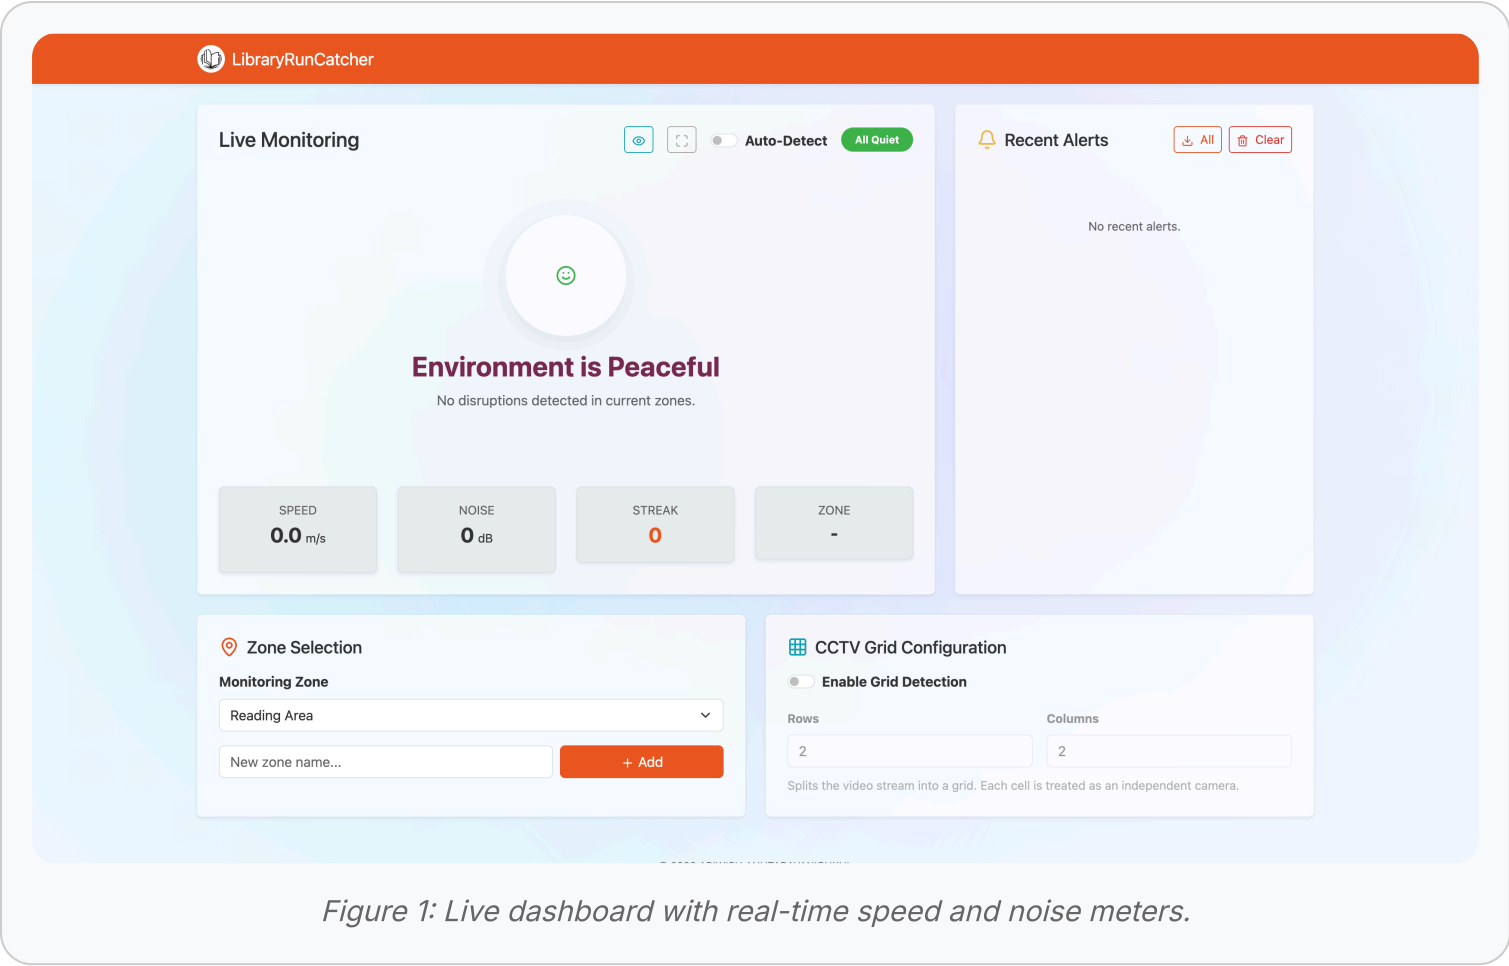 LibraryRunCatcher
Live Monitoring
Auto-Detect
All Quiet
Environment is Peaceful
No disruptions detected in current zones.
SPEED
0.0 m/s
NOISE
0 dB
STREAK
0
ZONE
-
Recent Alerts
All
Clear
No recent alerts.
Zone Selection
Monitoring Zone
Reading Area
New zone name...
+ Add
CCTV Grid Configuration
Enable Grid Detection
Rows
2
Columns
2
Splits the video stream into a grid. Each cell is treated as an independent camera.
Figure 1: Live dashboard with real-time speed and noise meters.